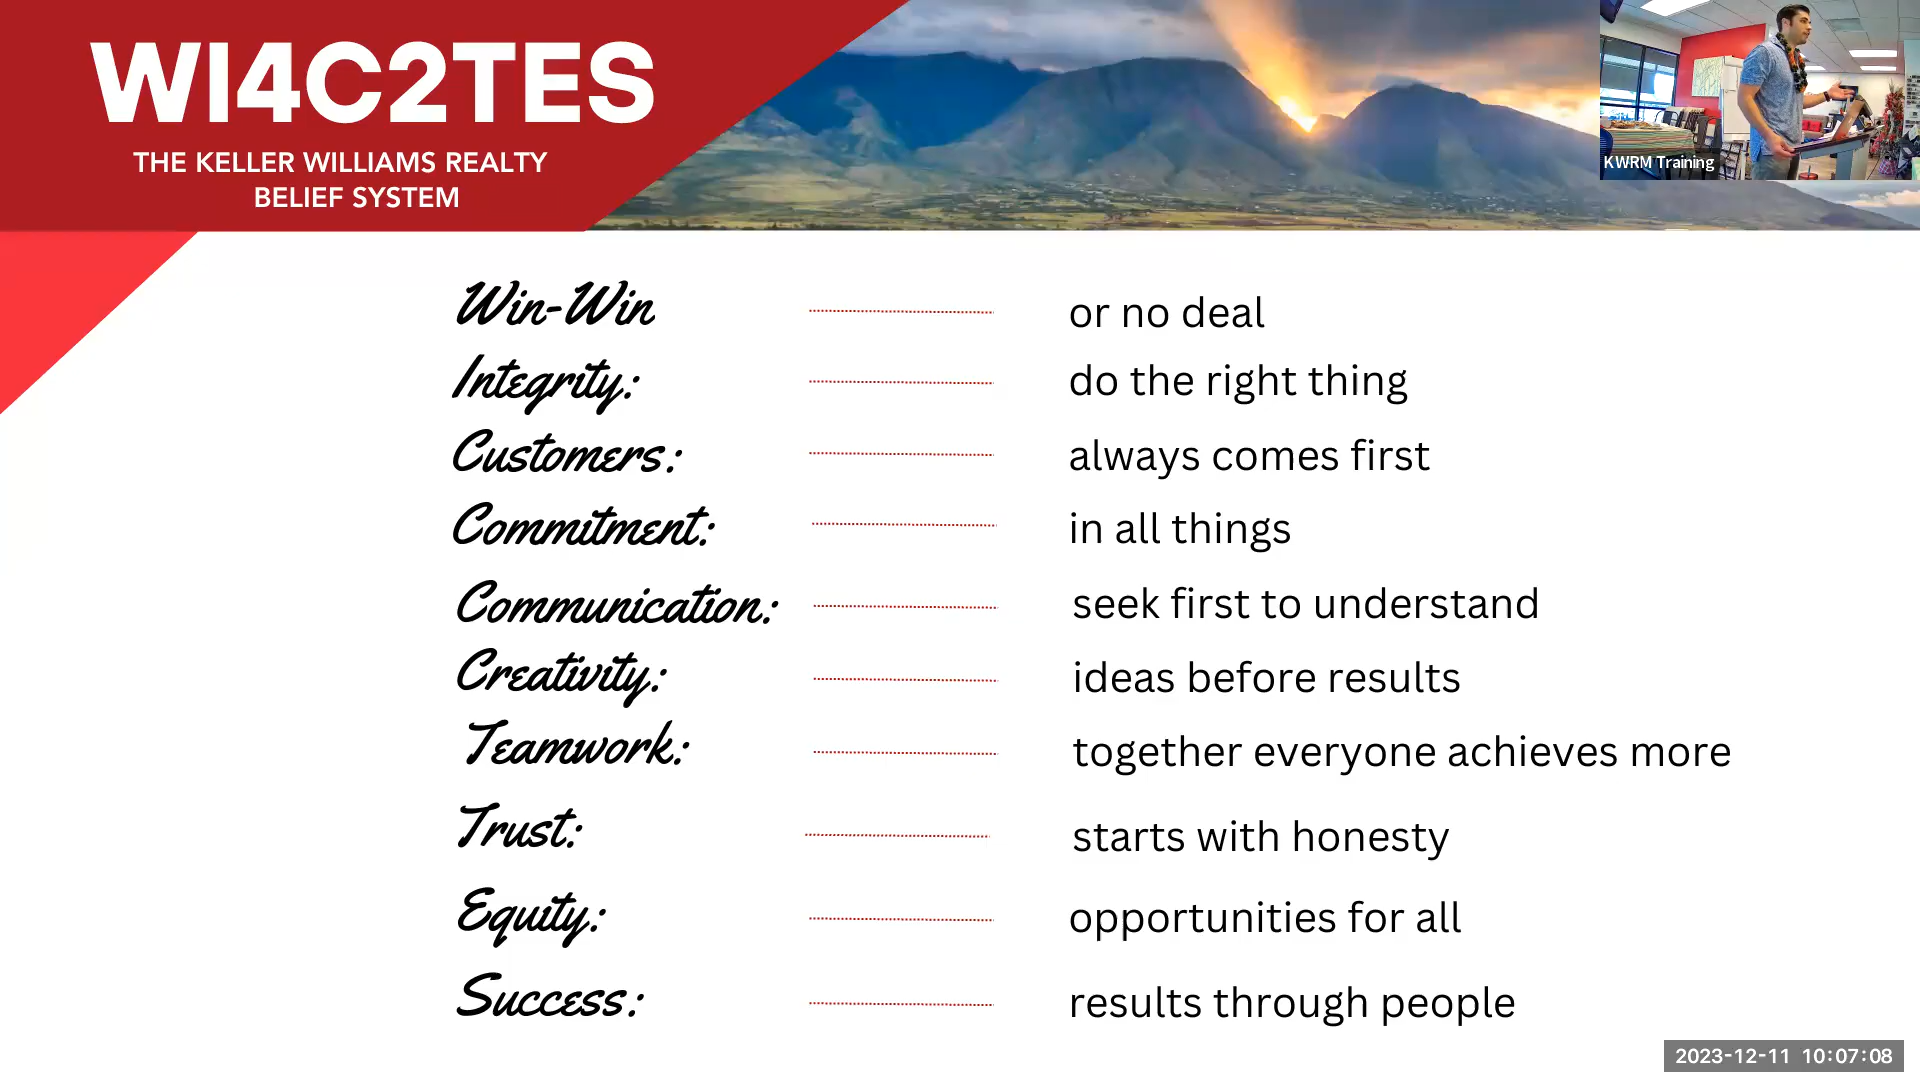 WI4C2TES
THE KELLER WILLIAMS REALTY
BELIEF SYSTEM
KWRM Training
Win-Win or no deal
Integrity: do the right thing
Customers: always comes first
Commitment: in all things
Communication: seek first to understand
Creativity: ideas before results
Teamwork: together everyone achieves more
Trust: starts with honesty
Equity: opportunities for all
Success: results through people
2023-12-11 10:07:08